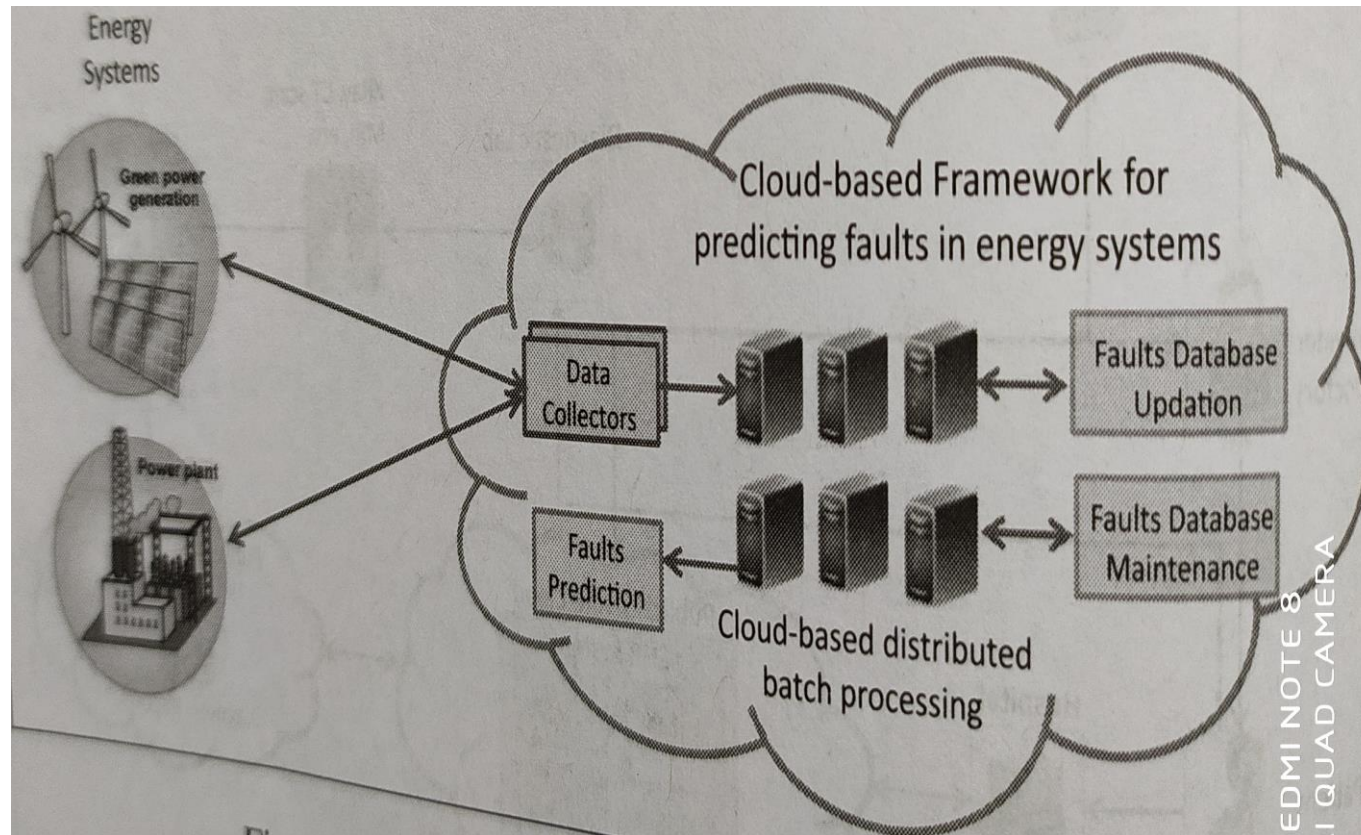 Energy
Systems
Green power
generation
Power plant
Cloud-based Framework for
predicting faults in energy systems
Data
Collectors
Faults Database
Updation
Faults
Prediction
Faults Database
Maintenance
Cloud-based distributed
batch processing
EDMI NOTE 8
I QUAD CAMERA